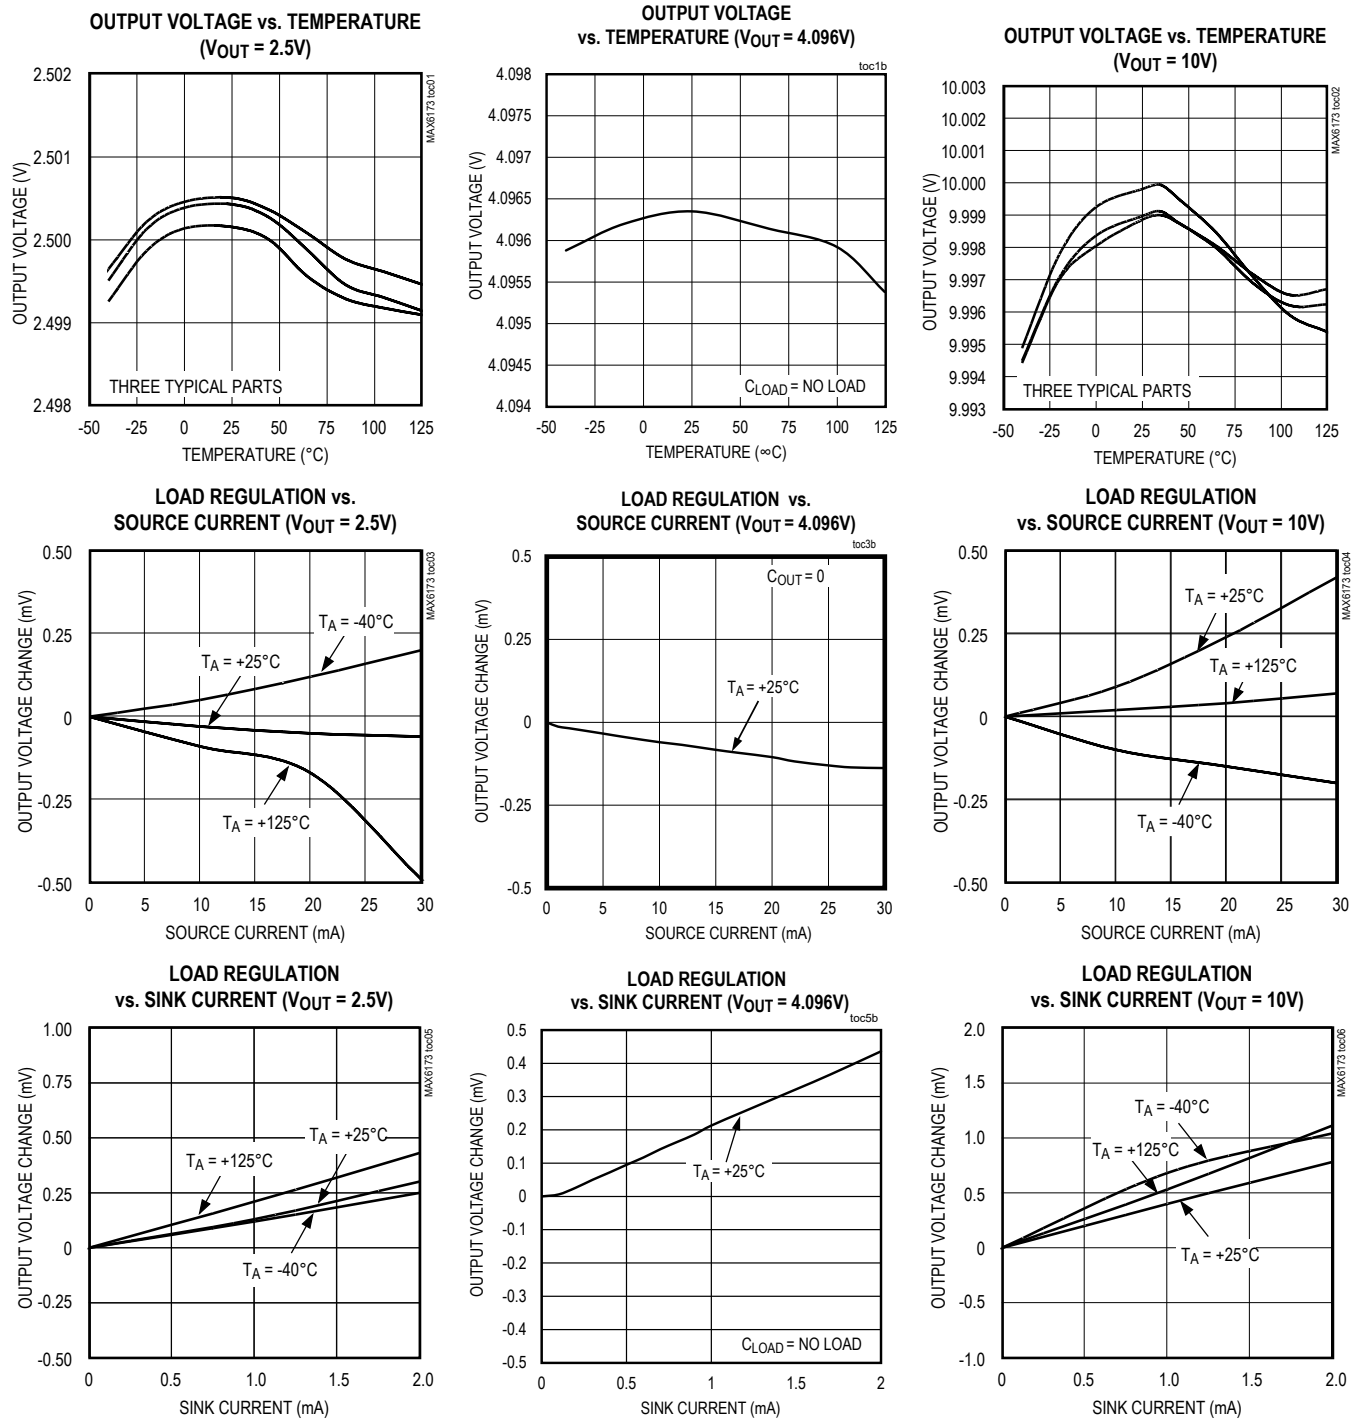 OUTPUT VOLTAGE vs. TEMPERATURE
(VOUT = 2.5V)
MAX6173 toc01
OUTPUT VOLTAGE (V)
2.502
2.501
2.500
2.499
2.498
THREE TYPICAL PARTS
-50 -25 0 25 50 75 100 125
TEMPERATURE (°C)
OUTPUT VOLTAGE
vs. TEMPERATURE (VOUT = 4.096V)
toc1b
OUTPUT VOLTAGE (V)
4.098
4.0975
4.097
4.0965
4.096
4.0955
4.095
4.0945
4.094
CLOAD = NO LOAD
-50 -25 0 25 50 75 100 125
TEMPERATURE (∞C)
OUTPUT VOLTAGE vs. TEMPERATURE
(VOUT = 10V)
MAX6173 toc02
OUTPUT VOLTAGE (V)
10.003
10.002
10.001
10.000
9.999
9.998
9.997
9.996
9.995
9.994
9.993
THREE TYPICAL PARTS
-50 -25 0 25 50 75 100 125
TEMPERATURE (°C)
LOAD REGULATION vs.
SOURCE CURRENT (VOUT = 2.5V)
MAX6173 toc03
OUTPUT VOLTAGE CHANGE (mV)
0.50
0.25
0
-0.25
-0.50
TA = -40°C
TA = +25°C
TA = +125°C
0 5 10 15 20 25 30
SOURCE CURRENT (mA)
LOAD REGULATION vs.
SOURCE CURRENT (VOUT = 4.096V)
toc3b
OUTPUT VOLTAGE CHANGE (mV)
0.5
0.25
0
-0.25
-0.5
COUT = 0
TA = +25°C
0 5 10 15 20 25 30
SOURCE CURRENT (mA)
LOAD REGULATION
vs. SOURCE CURRENT (VOUT = 10V)
MAX6173 toc04
OUTPUT VOLTAGE CHANGE (mV)
0.50
0.25
0
-0.25
-0.50
TA = +25°C
TA = +125°C
TA = -40°C
0 5 10 15 20 25 30
SOURCE CURRENT (mA)
LOAD REGULATION
vs. SINK CURRENT (VOUT = 2.5V)
MAX6173 toc05
OUTPUT VOLTAGE CHANGE (mV)
1.00
0.75
0.50
0.25
0
-0.25
-0.50
TA = +25°C
TA = +125°C
TA = -40°C
0 0.5 1.0 1.5 2.0
SINK CURRENT (mA)
LOAD REGULATION
vs. SINK CURRENT (VOUT = 4.096V)
toc5b
OUTPUT VOLTAGE CHANGE (mV)
0.5
0.4
0.3
0.2
0.1
0
-0.1
-0.2
-0.3
-0.4
-0.5
TA = +25°C
CLOAD = NO LOAD
0 0.5 1 1.5 2
SINK CURRENT (mA)
LOAD REGULATION
vs. SINK CURRENT (VOUT = 10V)
MAX6173 toc06
OUTPUT VOLTAGE CHANGE (mV)
2.0
1.5
1.0
0.5
0
-0.5
-1.0
TA = -40°C
TA = +125°C
TA = +25°C
0 0.5 1.0 1.5 2.0
SINK CURRENT (mA)